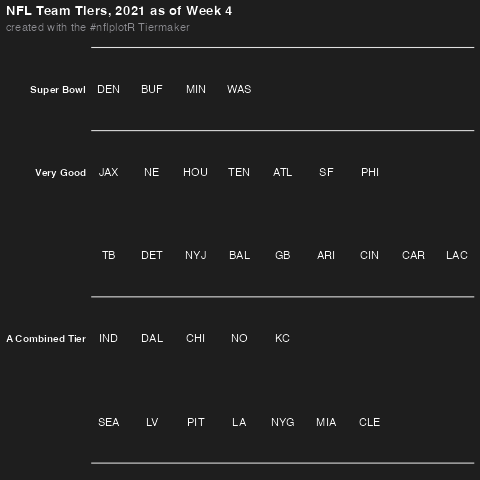 NFL Team Tiers, 2021 as of Week 4
created with the #nflplotR Tiermaker
Super Bowl DEN BUF MIN WAS
Very Good JAX NE HOU TEN ATL SF PHI
TB DET NYJ BAL GB ARI CIN CAR LAC
A Combined Tier IND DAL CHI NO KC
SEA LV PIT LA NYG MIA CLE